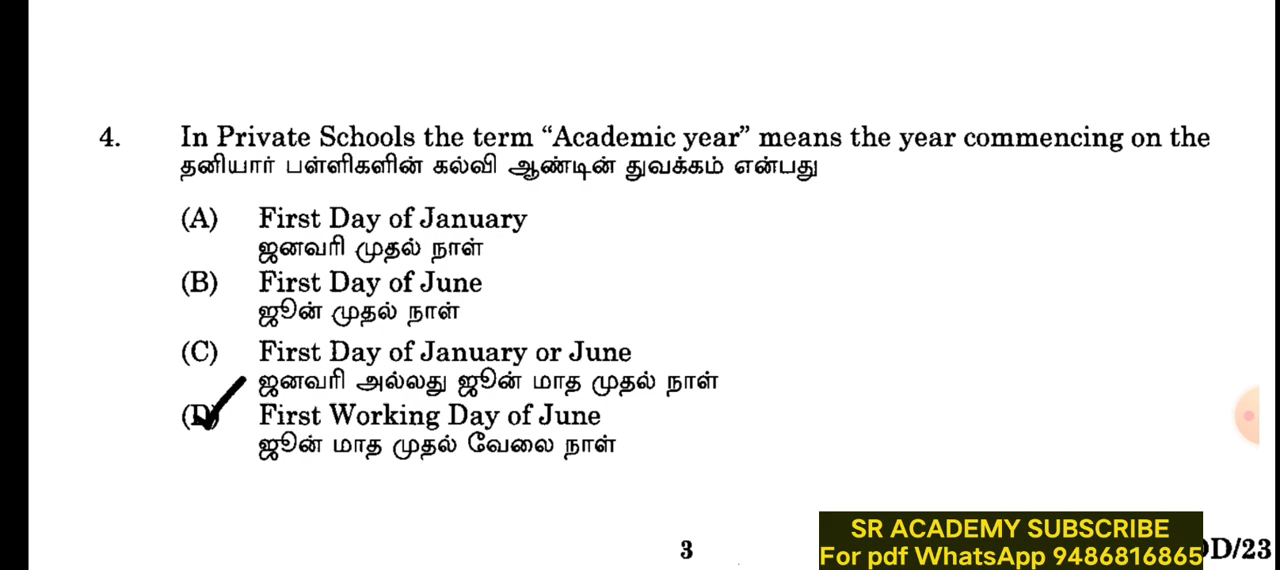 4. In Private Schools the term “Academic year” means the year commencing on the
தனியார் பள்ளிகளின் கல்வி ஆண்டின் துவக்கம் என்பது
(A) First Day of January
ஜனவரி முதல் நாள்
(B) First Day of June
ஜூன் முதல் நாள்
(C) First Day of January or June
ஜனவரி அல்லது ஜூன் மாத முதல் நாள்
(D) First Working Day of June
ஜூன் மாத முதல் வேலை நாள்
SR ACADEMY SUBSCRIBE
For pdf WhatsApp 9486816865
3
OD/23